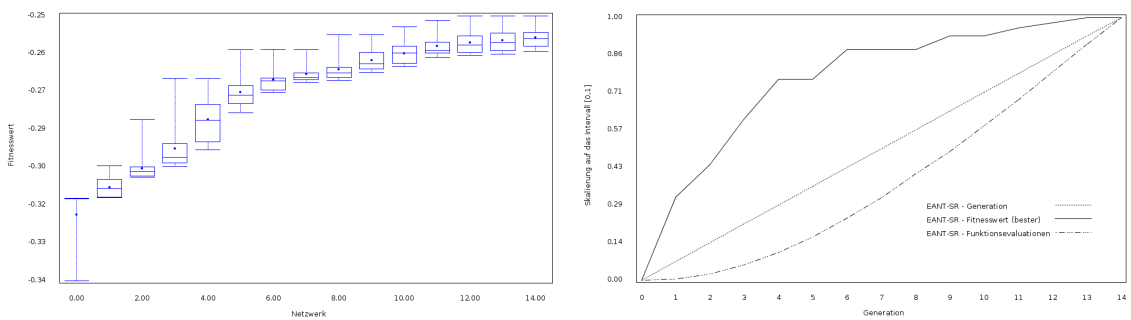 -0.25
-0.26
-0.27
-0.29
-0.30
-0.32
-0.33
-0.34
Fitnesswert
0.00 2.00 4.00 6.00 8.00 10.00 12.00 14.00
Netzwerk
1.00
0.86
0.71
0.57
0.43
0.29
0.14
0.00
Skalierung auf das Intervall [0,1]
EANT-SR - Generation
EANT-SR - Fitnesswert (bester)
EANT-SR - Funktionsevaluationen
0 1 2 3 4 5 6 7 8 9 10 11 12 13 14
Generation